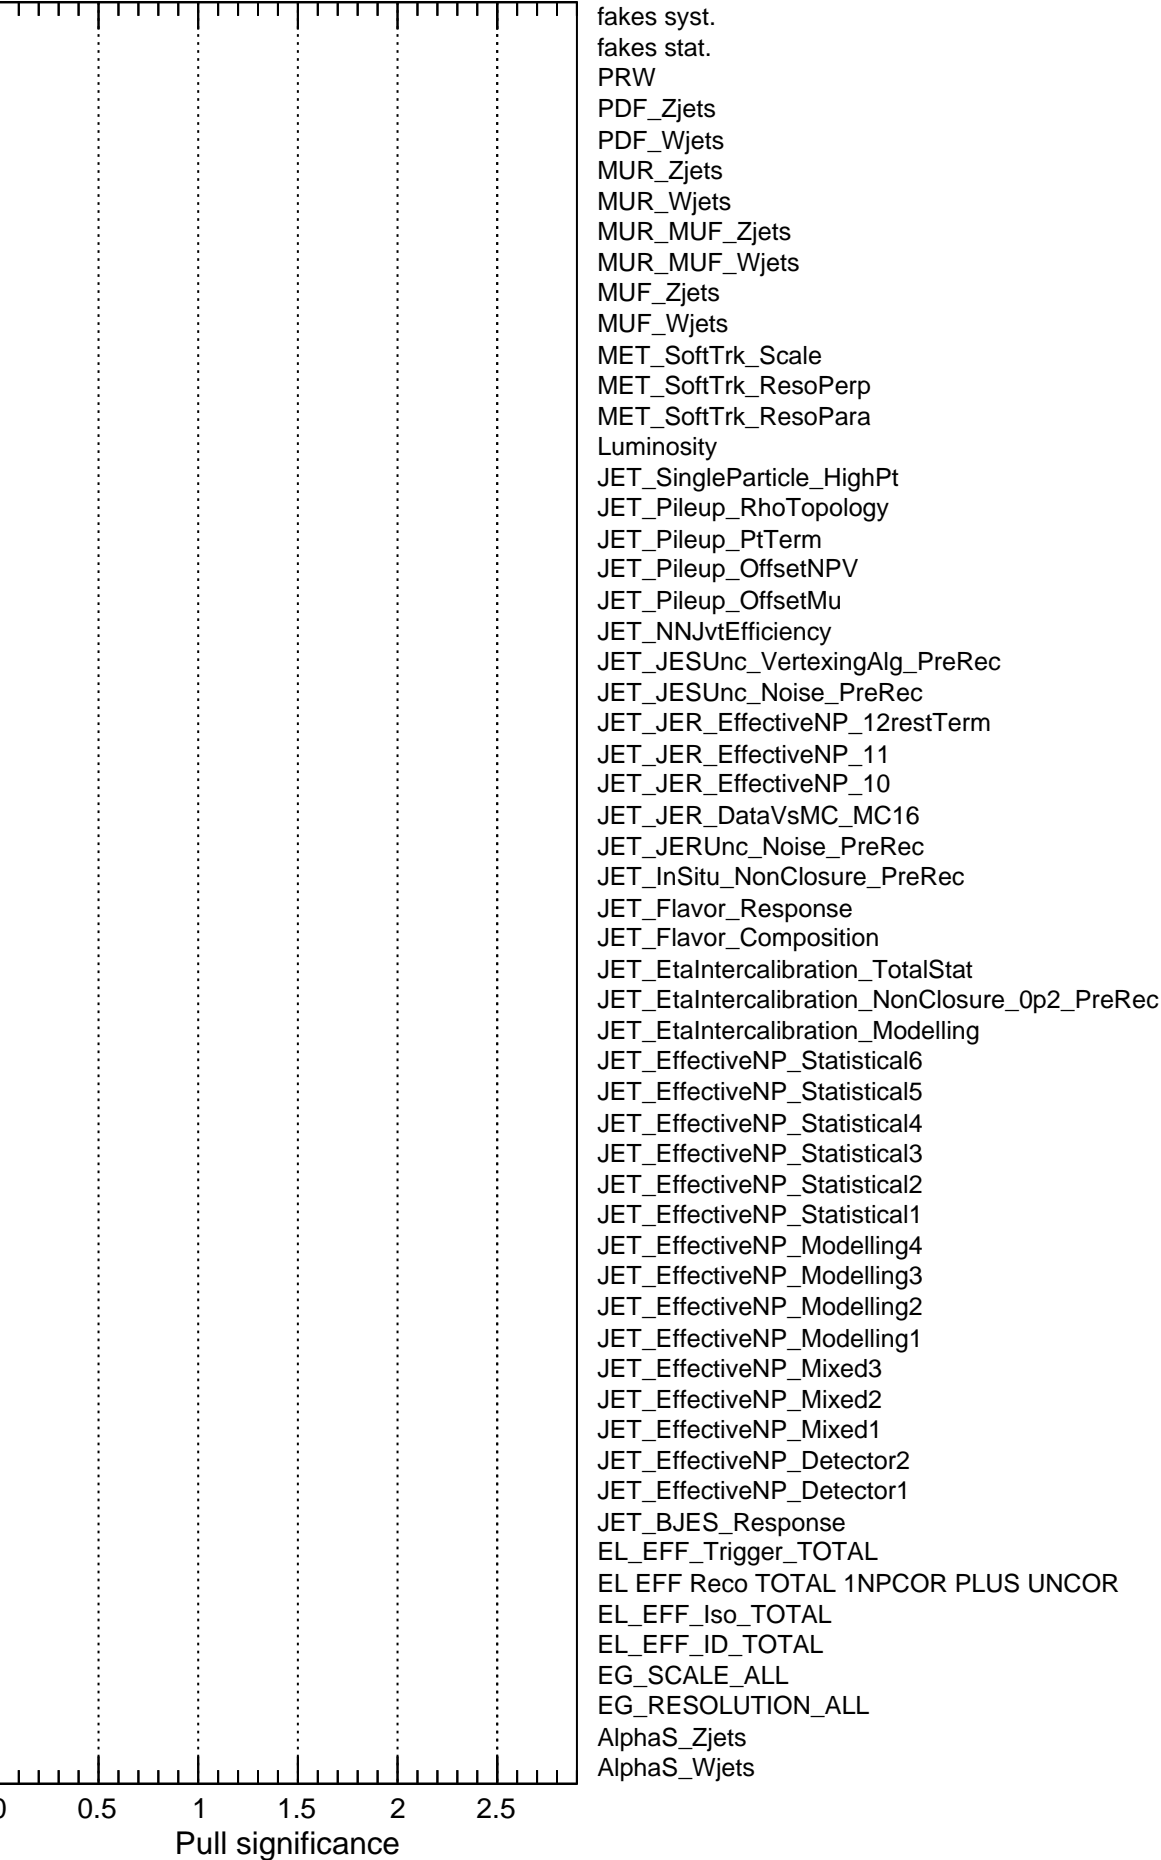 fakes syst.
fakes stat.
PRW
PDF_Zjets
PDF_Wjets
MUR_Zjets
MUR_Wjets
MUR_MUF_Zjets
MUR_MUF_Wjets
MUF_Zjets
MUF_Wjets
MET_SoftTrk_Scale
MET_SoftTrk_ResoPerp
MET_SoftTrk_ResoPara
Luminosity
JET_SingleParticle_HighPt
JET_Pileup_RhoTopology
JET_Pileup_PtTerm
JET_Pileup_OffsetNPV
JET_Pileup_OffsetMu
JET_NNJvtEfficiency
JET_JESUnc_VertexingAlg_PreRec
JET_JESUnc_Noise_PreRec
JET_JER_EffectiveNP_12restTerm
JET_JER_EffectiveNP_11
JET_JER_EffectiveNP_10
JET_JER_DataVsMC_MC16
JET_JERUnc_Noise_PreRec
JET_InSitu_NonClosure_PreRec
JET_Flavor_Response
JET_Flavor_Composition
JET_EtaIntercalibration_TotalStat
JET_EtaIntercalibration_NonClosure_0p2_PreRec
JET_EtaIntercalibration_Modelling
JET_EffectiveNP_Statistical6
JET_EffectiveNP_Statistical5
JET_EffectiveNP_Statistical4
JET_EffectiveNP_Statistical3
JET_EffectiveNP_Statistical2
JET_EffectiveNP_Statistical1
JET_EffectiveNP_Modelling4
JET_EffectiveNP_Modelling3
JET_EffectiveNP_Modelling2
JET_EffectiveNP_Modelling1
JET_EffectiveNP_Mixed3
JET_EffectiveNP_Mixed2
JET_EffectiveNP_Mixed1
JET_EffectiveNP_Detector2
JET_EffectiveNP_Detector1
JET_BJES_Response
EL_EFF_Trigger_TOTAL
EL EFF Reco TOTAL 1NPCOR PLUS UNCOR
EL_EFF_Iso_TOTAL
EL_EFF_ID_TOTAL
EG_SCALE_ALL
EG_RESOLUTION_ALL
AlphaS_Zjets
AlphaS_Wjets
0 0.5 1 1.5 2 2.5
Pull significance